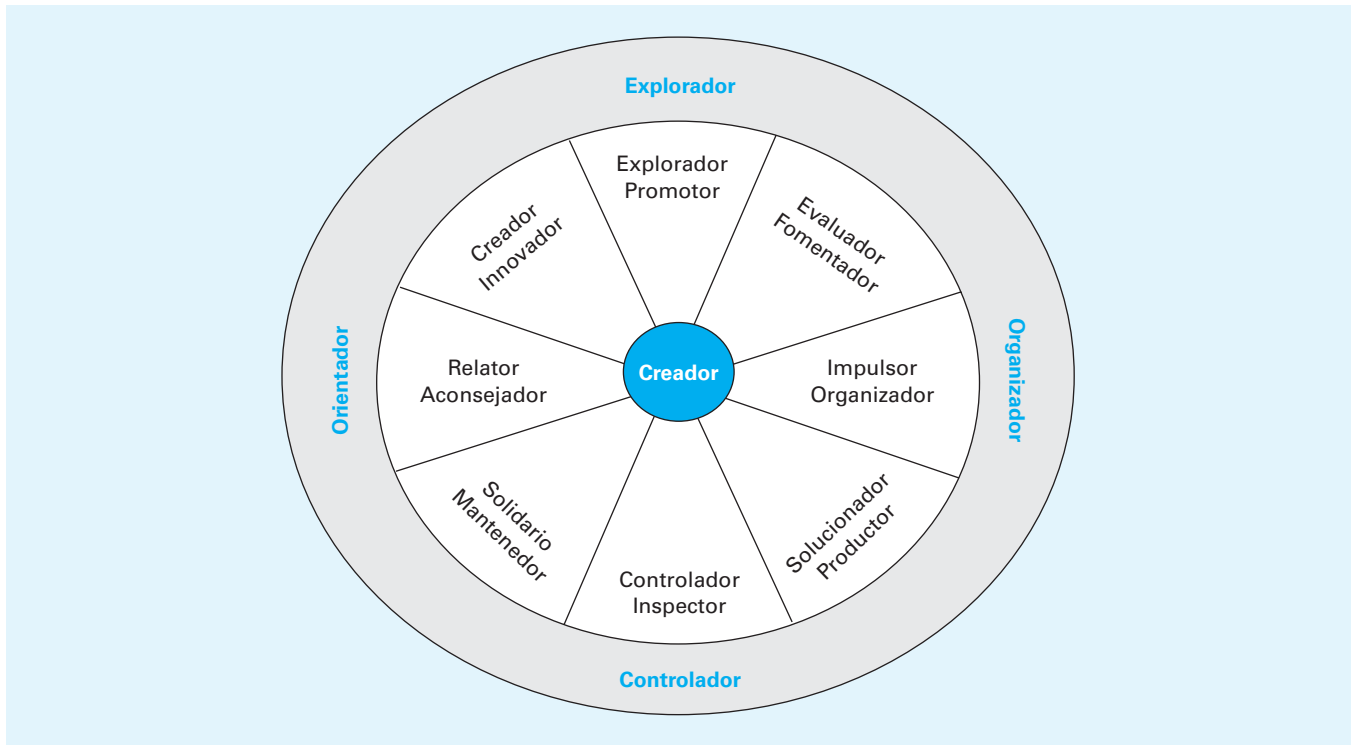 Explorador
Explorador
Promotor
Creador
Innovador
Evaluador
Fomentador
Orientador
Relator
Aconsejador
Creador
Impulsor
Organizador
Organizador
Solidario
Mantenedor
Solucionador
Productor
Controlador
Inspector
Controlador